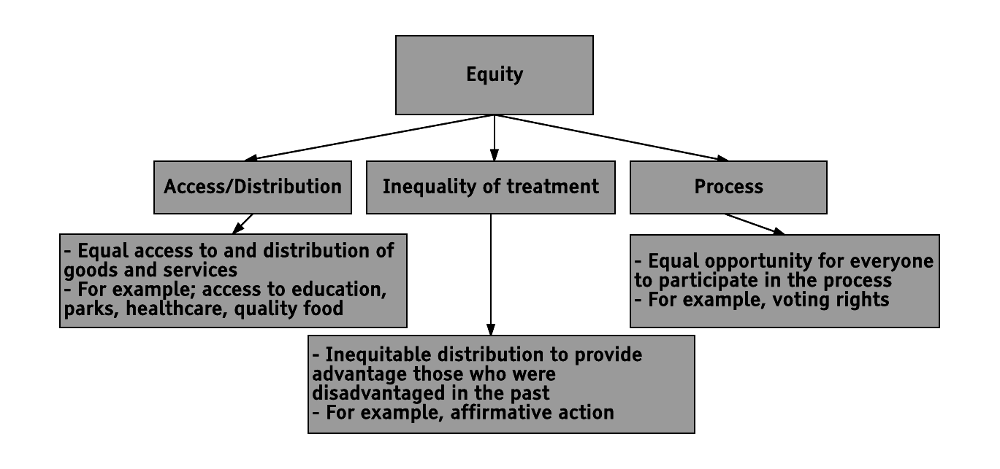 Equity
Access/Distribution
Inequality of treatment
Process
- Equal access to and distribution of
goods and services
- For example; access to education,
parks, healthcare, quality food
- Equal opportunity for everyone
to participate in the process
- For example, voting rights
- Inequitable distribution to provide
advantage those who were
disadvantaged in the past
- For example, affirmative action